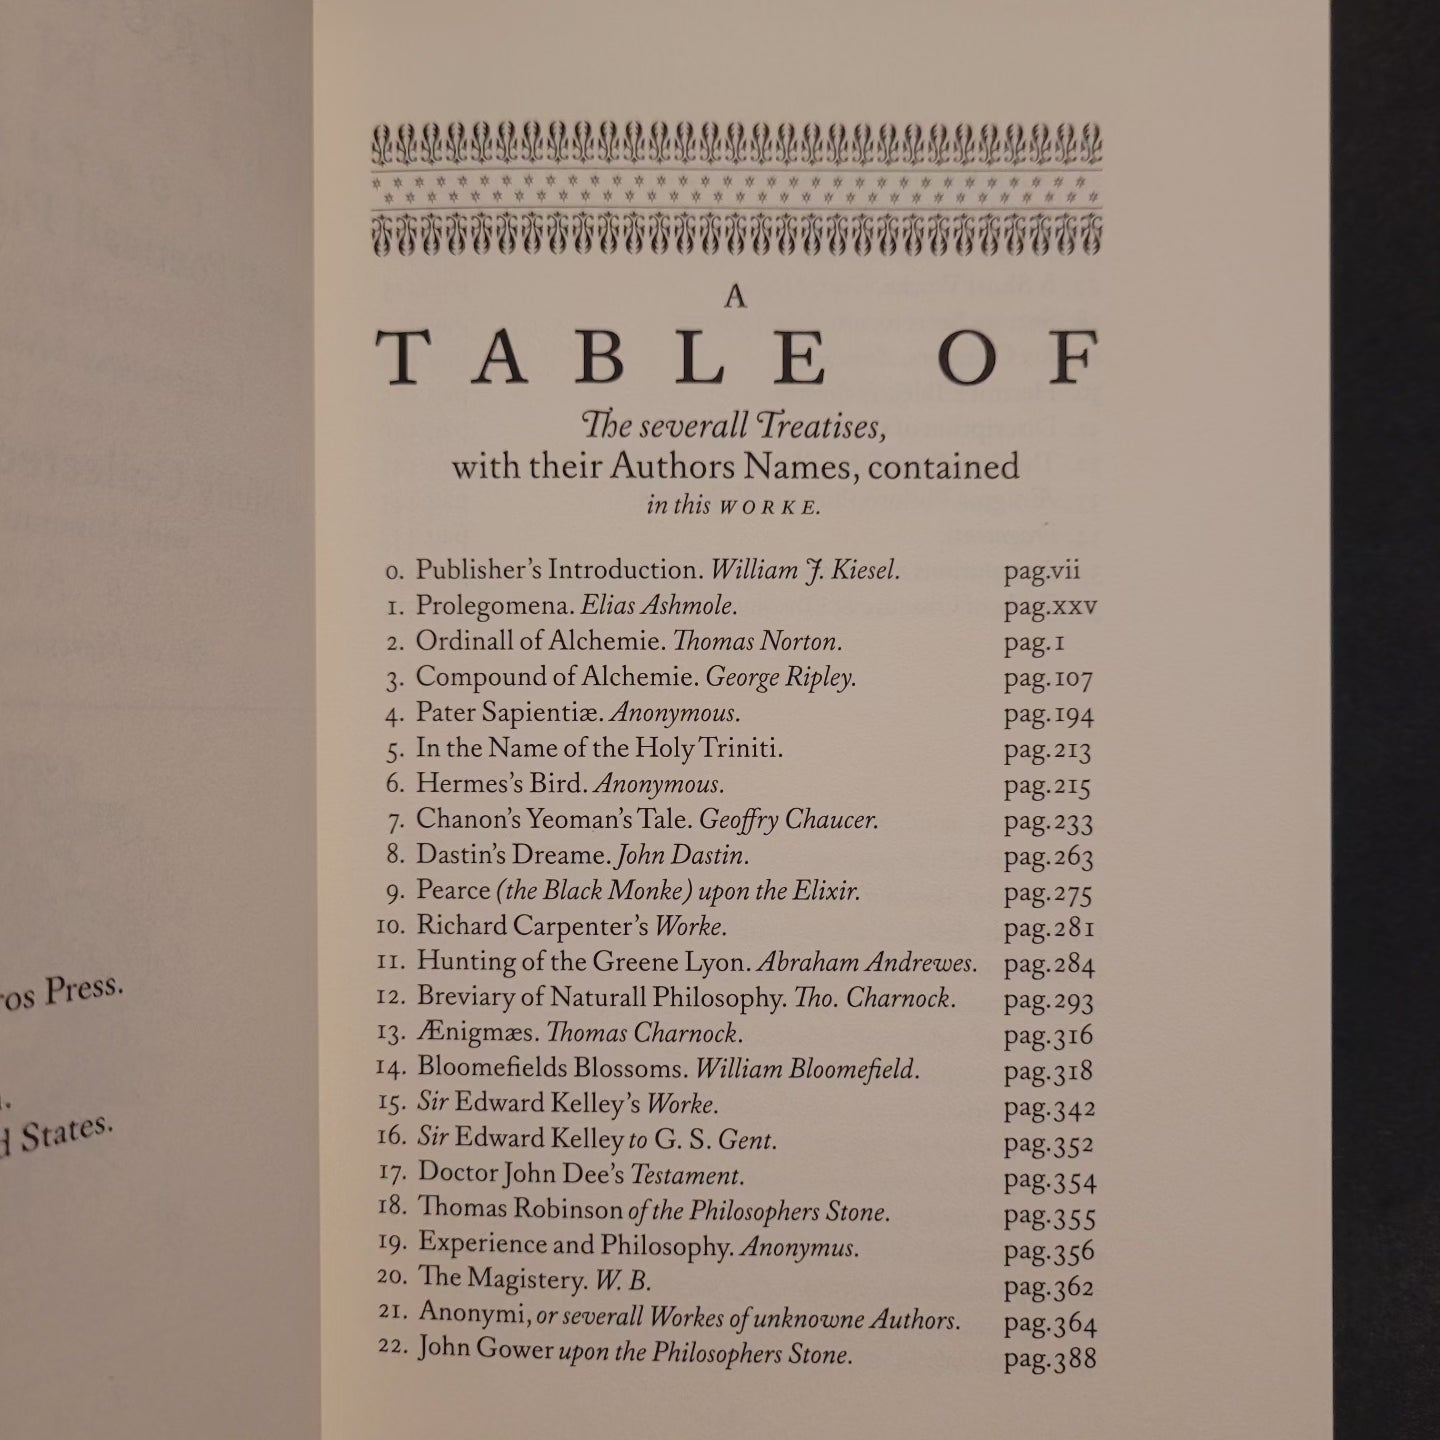 Press.
States.
A
TABLE OF
The severall Treatises,
with their Authors Names, contained
in this WORKE.
0. Publisher's Introduction. William J. Kiesel. pag.vii
1. Prolegomena. Elias Ashmole. pag.xxv
2. Ordinall of Alchemie. Thomas Norton. pag.1
3. Compound of Alchemie. George Ripley. pag.107
4. Pater Sapientiæ. Anonymous. pag.194
5. In the Name of the Holy Triniti. pag.213
6. Hermes's Bird. Anonymous. pag.215
7. Chanon's Yeoman's Tale. Geoffry Chaucer. pag.233
8. Dastin's Dreame. John Dastin. pag.263
9. Pearce (the Black Monke) upon the Elixir. pag.275
10. Richard Carpenter's Worke. pag.281
11. Hunting of the Greene Lyon. Abraham Andrewes. pag.284
12. Breviary of Naturall Philosophy. Tho. Charnock. pag.293
13. Ænigmæs. Thomas Charnock. pag.316
14. Bloomefields Blossoms. William Bloomefield. pag.318
15. Sir Edward Kelley's Worke. pag.342
16. Sir Edward Kelley to G. S. Gent. pag.352
17. Doctor John Dee's Testament. pag.354
18. Thomas Robinson of the Philosophers Stone. pag.355
19. Experience and Philosophy. Anonymus. pag.356
20. The Magistery. W. B. pag.362
21. Anonymi, or severall Workes of unknowne Authors. pag.364
22. John Gower upon the Philosophers Stone. pag.388